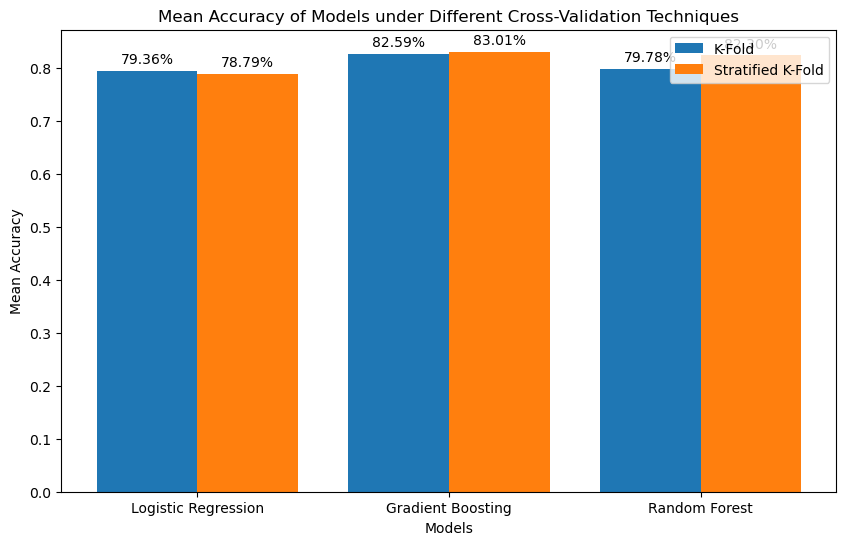 Mean Accuracy of Models under Different Cross-Validation Techniques
79.36%
78.79%
82.59%
83.01%
79.78%
82.30%
K-Fold
Stratified K-Fold
0.8
0.7
0.6
0.5
0.4
0.3
0.2
0.1
0.0
Mean Accuracy
Logistic Regression
Gradient Boosting
Random Forest
Models